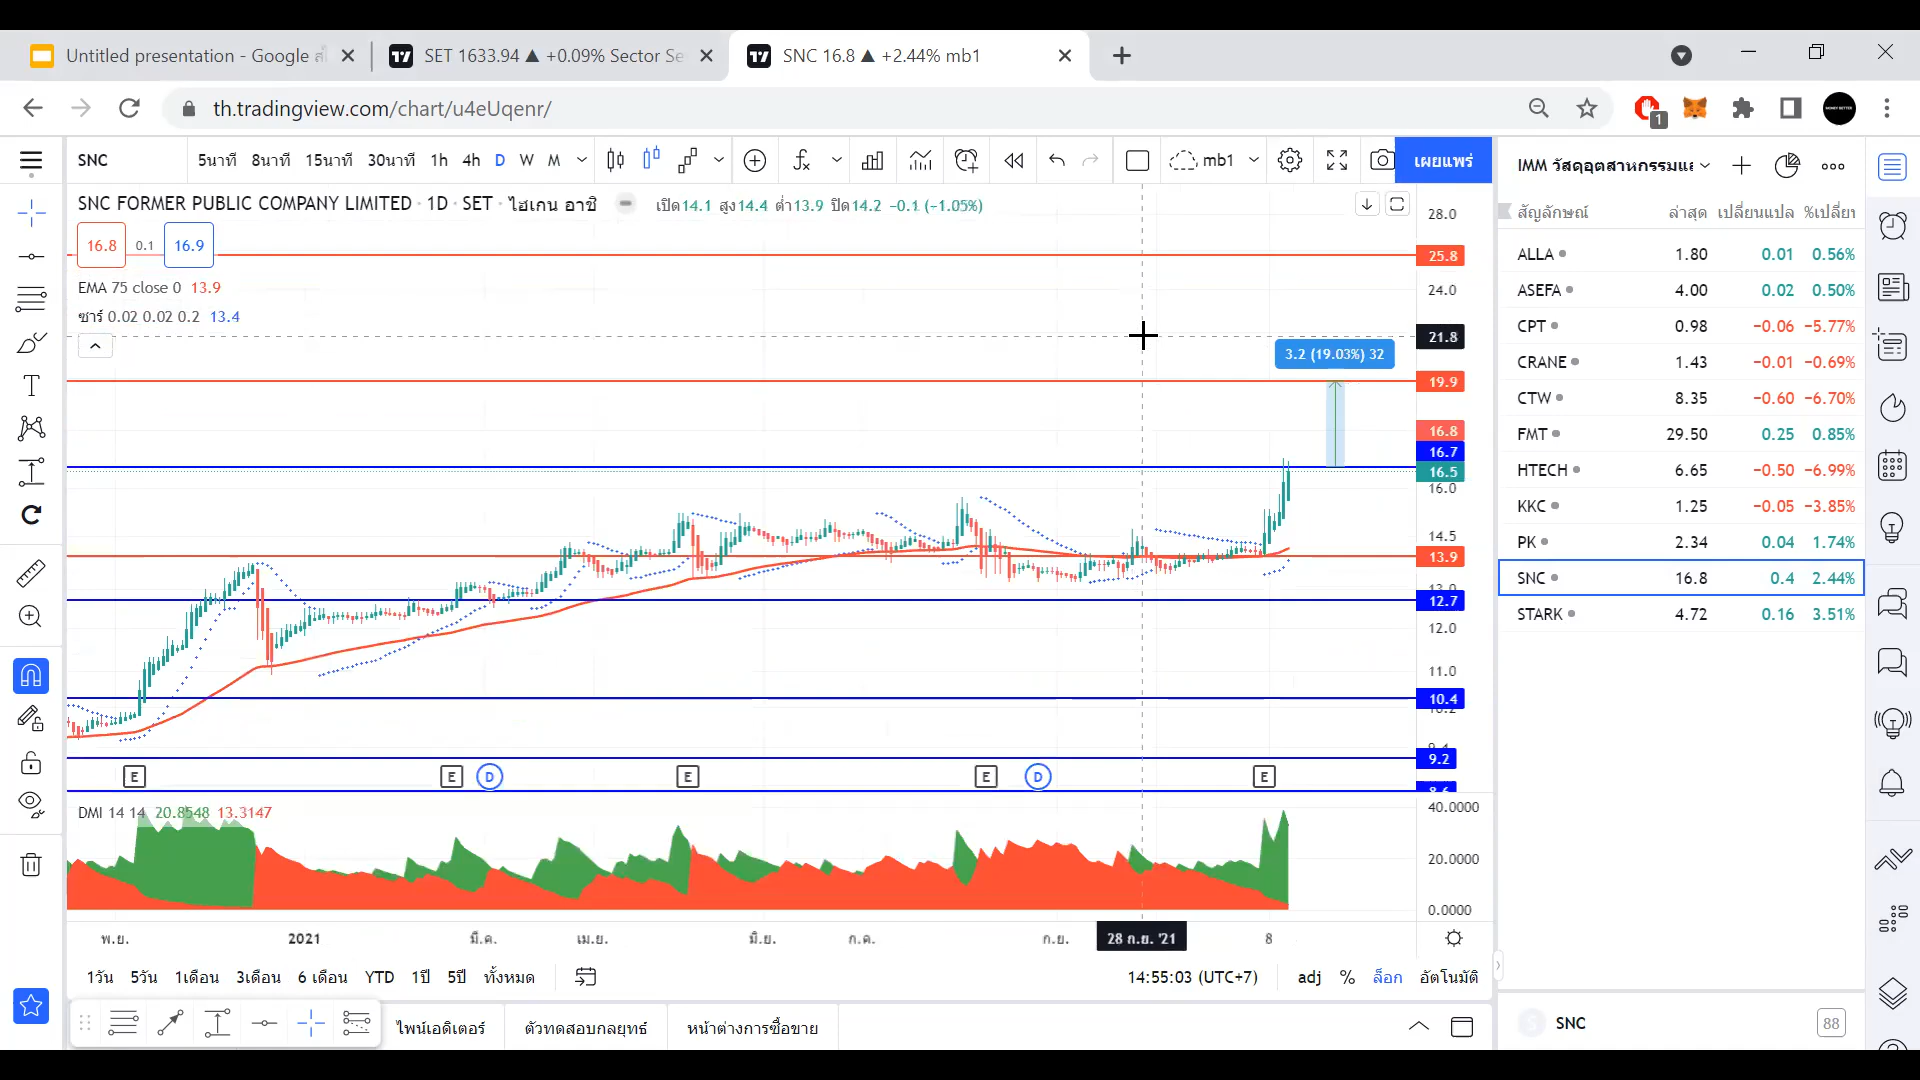 Untitled presentation - Google ส
SET 1633.94 ▲ +0.09% Sector Se
SNC 16.8 ▲ +2.44% mb1
th.tradingview.com/chart/u4eUqenr/
1
SNC
5นาที 8นาที 15นาที 30นาที 1h 4h D W M
mb1
เผยแพร่
IMM วัสดุอุตสาหกรรมแล
SNC FORMER PUBLIC COMPANY LIMITED · 1D · SET · ไฮเกน อาชิ
เปิด14.1 สูง14.4 ต่ำ13.9 ปิด14.2 −0.1 (−1.05%)
16.8 0.1 16.9
EMA 75 close 0 13.9
ซาร์ 0.02 0.02 0.2 13.4
3.2 (19.03%) 32
28.0
25.8
24.0
21.8
19.9
16.8
16.7
16.5
16.0
14.5
13.9
13.0
12.7
12.0
11.0
10.4
10.2
9.4
9.2
8.6
E E D E E D E
DMI 14 14 20.8548 13.3147
40.0000
20.0000
0.0000
พ.ย. 2021 มี.ค. เม.ย. มิ.ย. ก.ค. ก.ย. 28 ก.ย. '21 8
1วัน 5วัน 1เดือน 3เดือน 6 เดือน YTD 1ปี 5ปี ทั้งหมด
14:55:03 (UTC+7) adj % ล็อก อัตโนมัติ
ไพน์เอดิเตอร์ ตัวทดสอบกลยุทธ์ หน้าต่างการซื้อขาย
สัญลักษณ์ ล่าสุด เปลี่ยนแปล %เปลี่ยน
ALLA 1.80 0.01 0.56%
ASEFA 4.00 0.02 0.50%
CPT 0.98 −0.06 −5.77%
CRANE 1.43 −0.01 −0.69%
CTW 8.35 −0.60 −6.70%
FMT 29.50 0.25 0.85%
HTECH 6.65 −0.50 −6.99%
KKC 1.25 −0.05 −3.85%
PK 2.34 0.04 1.74%
SNC 16.8 0.4 2.44%
STARK 4.72 0.16 3.51%
SNC
88